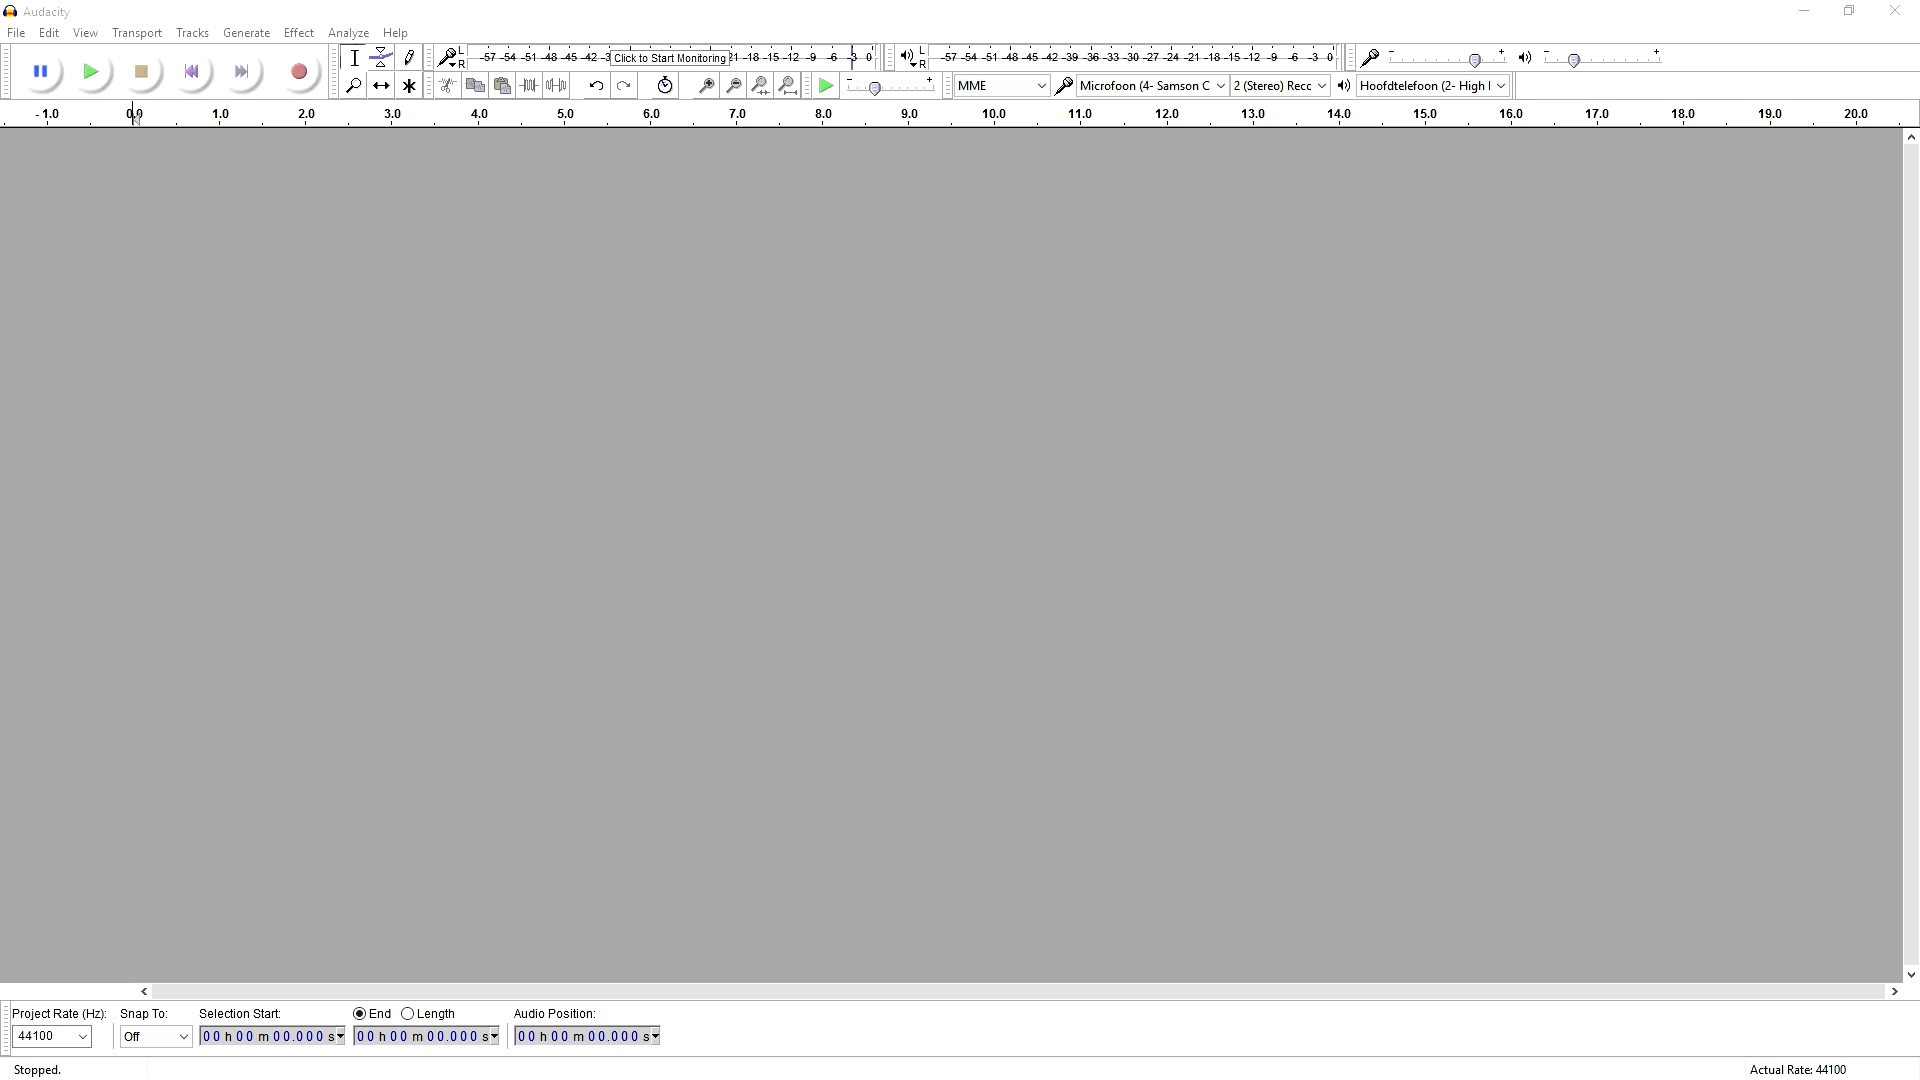 Audacity
File Edit View Transport Tracks Generate Effect Analyze Help
L
R
-57 -54 -51 -48 -45 -42 -3 Click to Start Monitoring 21 -18 -15 -12 -9 -6 -3 0
L
R
-57 -54 -51 -48 -45 -42 -39 -36 -33 -30 -27 -24 -21 -18 -15 -12 -9 -6 -3 0
- + - +
- + MME Microfoon (4- Samson C 2 (Stereo) Recc Hoofdtelefoon (2- High
- 1.0 0.0 1.0 2.0 3.0 4.0 5.0 6.0 7.0 8.0 9.0 10.0 11.0 12.0 13.0 14.0 15.0 16.0 17.0 18.0 19.0 20.0
Project Rate (Hz): Snap To: Selection Start: End Length Audio Position:
44100 Off 00 h 00 m 00.000 s 00 h 00 m 00.000 s 00 h 00 m 00.000 s
Stopped. Actual Rate: 44100